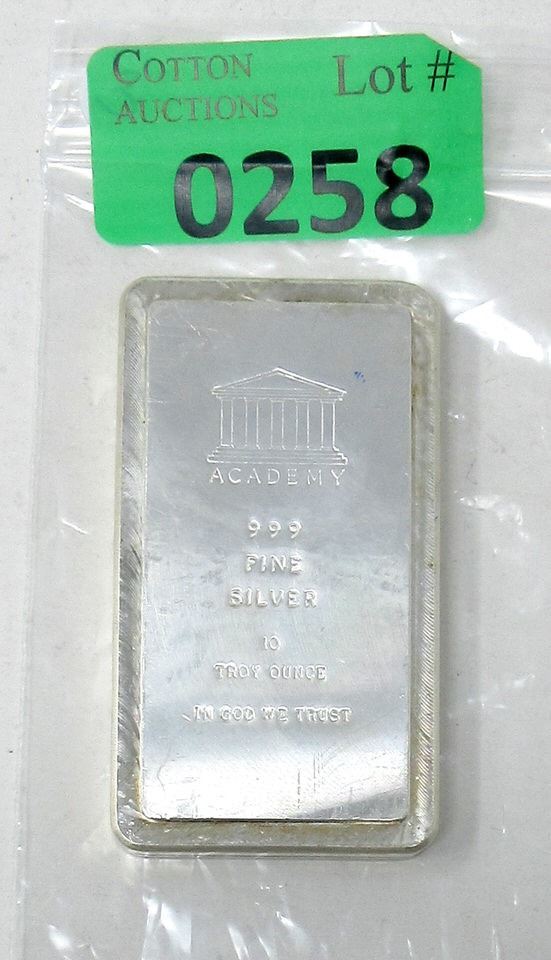 COTTON
AUCTIONS
Lot #
0258
ACADEMY
999
FINE
SILVER
10
TROY OUNCE
IN GOD WE TRUST